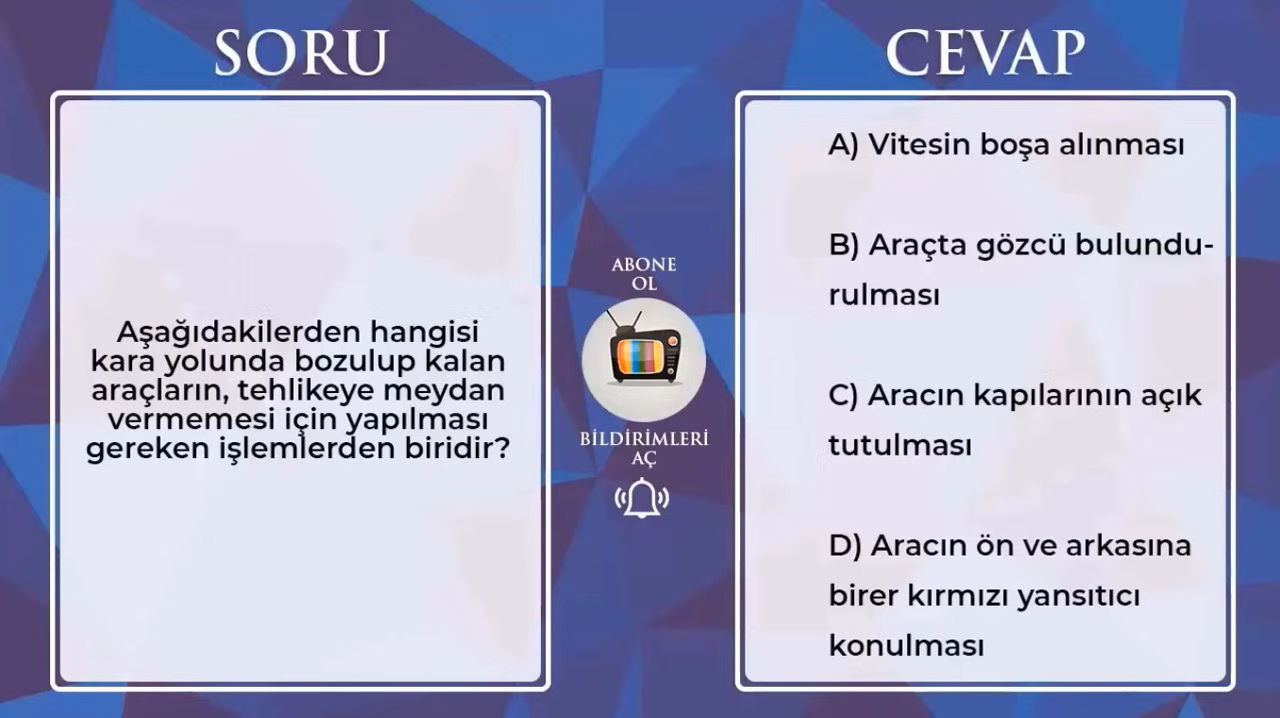 SORU
Aşağıdakilerden hangisi
kara yolunda bozulup kalan
araçların, tehlikeye meydan
vermemesi için yapılması
gereken işlemlerden biridir?
ABONE
OL
BİLDİRİMLERİ
AÇ
CEVAP
A) Vitesin boşa alınması
B) Araçta gözcü bulundu-
rulması
C) Aracın kapılarının açık
tutulması
D) Aracın ön ve arkasına
birer kırmızı yansıtıcı
konulması